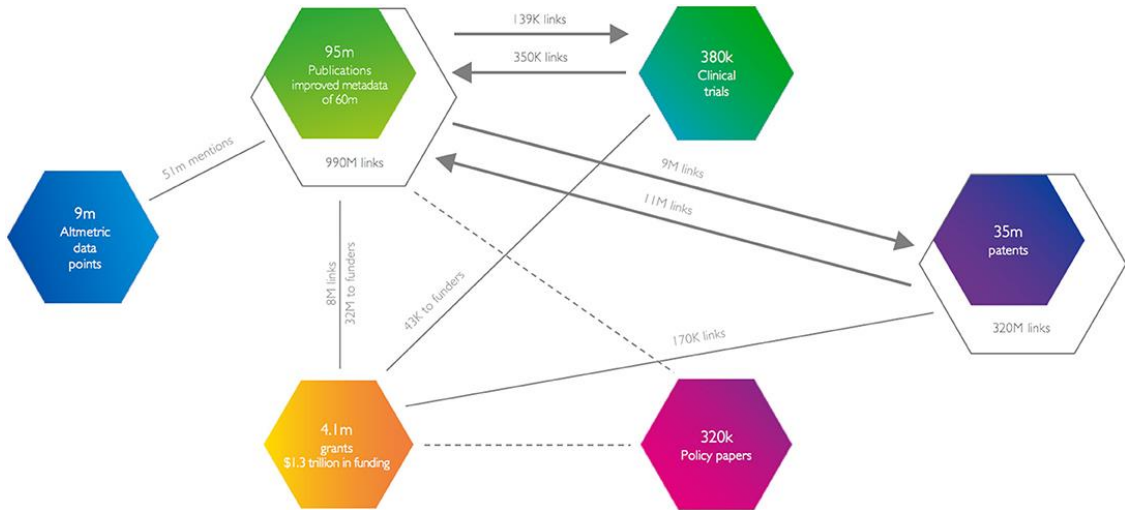 95m
Publications
improved metadata
of 60m
990M links
139K links
350K links
380k
Clinical
trials
51m mentions
9m
Altmetric
data
points
9M links
11M links
35m
patents
320M links
8M links
32M to funders
43K to funders
170K links
4.1m
grants
$1.3 trillion in funding
320k
Policy papers